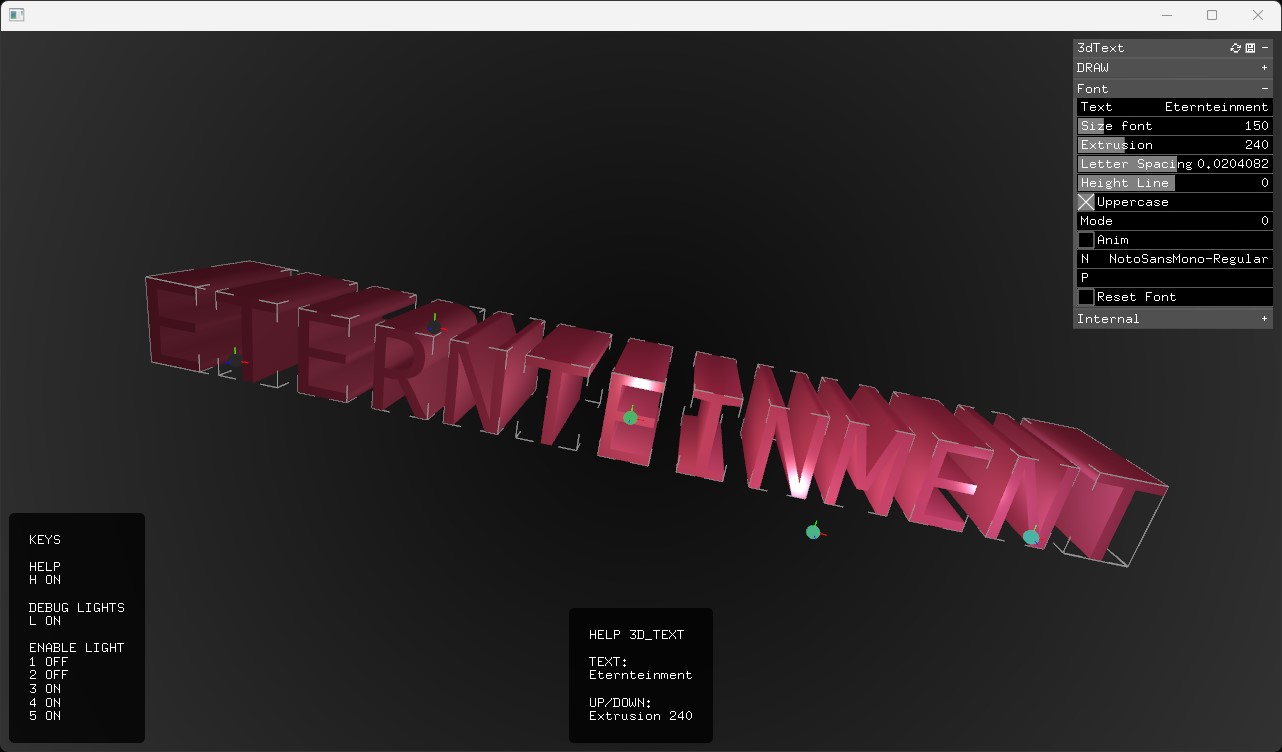 3dText
DRAW +
Font −
Text Eternteinment
Size font 150
Extrusion 240
Letter Spacing 0.0204082
Height Line 0
Uppercase
Mode 0
Anim
N NotoSansMono-Regular
P
Reset Font
Internal +
ETERNTEINMENT
KEYS
HELP
H ON
DEBUG LIGHTS
L ON
ENABLE LIGHT
1 OFF
2 OFF
3 ON
4 ON
5 ON
HELP 3D_TEXT
TEXT:
Eternteinment
UP/DOWN:
Extrusion 240